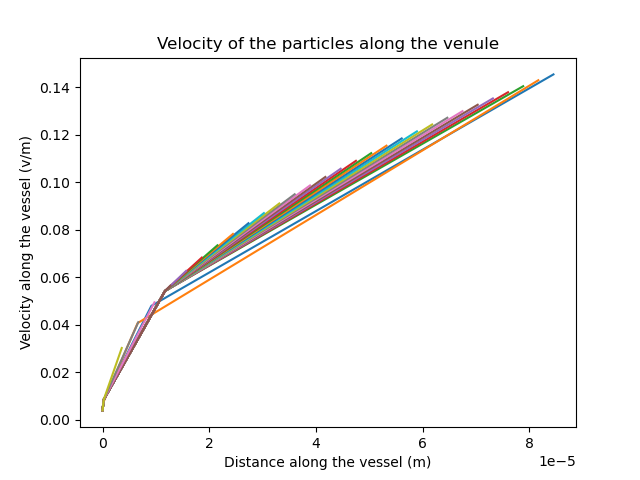 Velocity of the particles along the venule
Velocity along the vessel (v/m)
0.14
0.12
0.10
0.08
0.06
0.04
0.02
0.00
0 2 4 6 8
1e−5
Distance along the vessel (m)